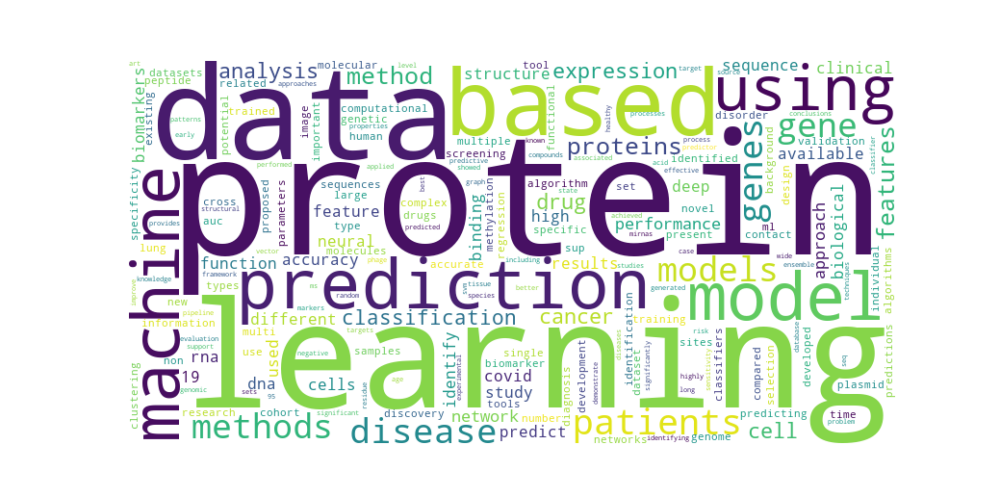 protein
learning
data
based
prediction
using
machine
model
models
patients
disease
methods
method
gene
genes
analysis
structure
expression
sequence
clinical
features
proteins
available
drug
deep
performance
high
feature
neural
accuracy
function
classification
cancer
results
binding
cell
cells
covid
19
study
predict
network
identify
different
used
rna
dna
biological
approach
biomarkers
specificity
existing
datasets
peptide
related
art
approaches
molecular
level
tool
target
source
trained
potential
image
important
computational
genetic
properties
human
patterns
early
multiple
functional
known
compounds
healthy
processes
process
disorder
conclusions
validation
background
identified
classifier
performed
applied
screening
predictive
showed
associated
acid
effective
predictive
design
cross
auc
structural
provides
proposed
parameters
sequences
large
type
complex
drugs
graph
best
predicted
methylation
algorithm
state
specific
set
regression
achieved
mirnas
novel
sup
present
contact
ml
case
wide
individual
algorithms
techniques
ensemble
studies
including
generated
lung
knowledge
improve
new
types
framework
vector
phage
molecules
accurate
ms
svm
tissue
species
better
markers
random
information
pipeline
evaluation
support
use
multi
targets
negative
samples
diseases
training
risk
database
seq
problem
developed
compared
selection
plasmid
predictions
clustering
non
genomic
sets
95
age
residue
experimental
single
biomarker
tools
development
diagnosis
demonstrate
identification
dataset
significantly
sites
highly
long
sensitivity
classifiers
research
cohort
significant
discovery
number
networks
identifying
genome
predicting
time